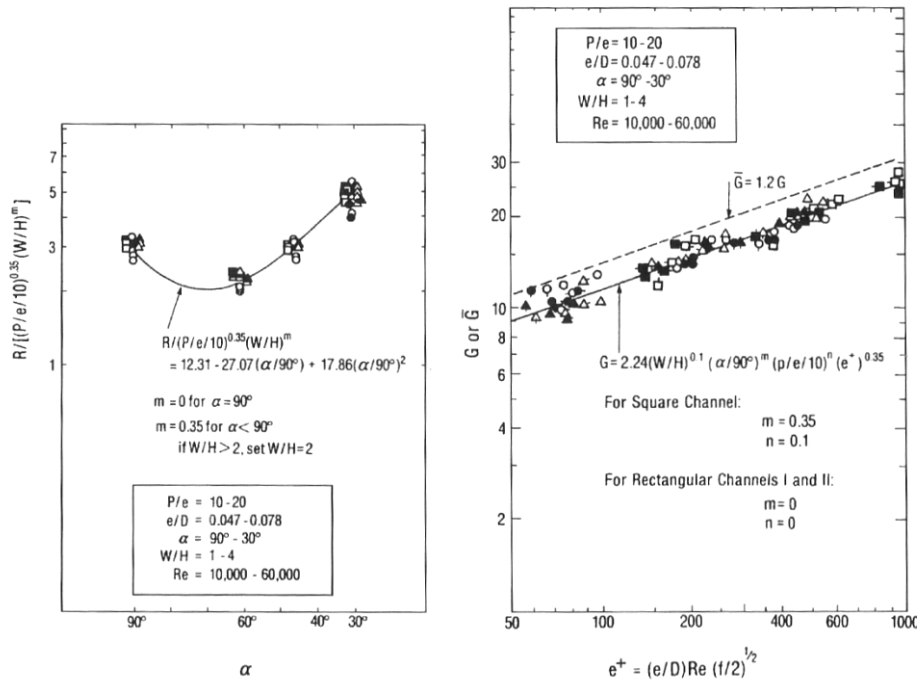 R/[(P/e/10)^0.35 (W/H)^m]
7
5
3
1
R/(P/e/10)^0.35 (W/H)^m
= 12.31 - 27.07(α/90°) + 17.86(α/90°)^2
m = 0 for α = 90°
m = 0.35 for α < 90°
if W/H > 2, set W/H = 2
P/e = 10 - 20
e/D = 0.047 - 0.078
α = 90° - 30°
W/H = 1 - 4
Re = 10,000 - 60,000
90° 60° 40° 30°
α
G or G̅
30
20
10
8
6
4
2
P/e = 10 - 20
e/D = 0.047 - 0.078
α = 90° - 30°
W/H = 1 - 4
Re = 10,000 - 60,000
G̅ = 1.2 G
G = 2.24(W/H)^0.1 (α/90°)^m (p/e/10)^n (e+)^0.35
For Square Channel:
m = 0.35
n = 0.1
For Rectangular Channels I and II:
m = 0
n = 0
50 100 200 400 600 1000
e+ = (e/D)Re (f/2)^1/2